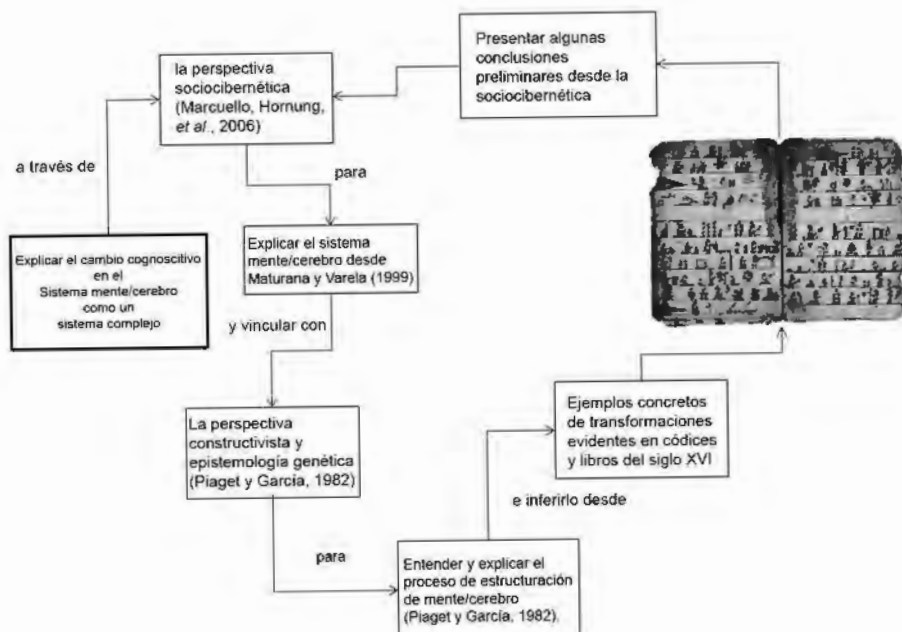 Presentar algunas
conclusiones
preliminares desde la
sociocibernética
la perspectiva
sociocibernética
(Marcuello, Hornung,
et al., 2006)
a través de
para
Explicar el cambio cognoscitivo
en el
Sistema mente/cerebro
como un
sistema complejo
Explicar el sistema
mente/cerebro desde
Maturana y Varela (1999)
y vincular con
La perspectiva
constructivista y
epistemología genética
(Piaget y García, 1982)
Ejemplos concretos
de transformaciones
evidentes en códices
y libros del siglo XVI
e inferirlo desde
para
Entender y explicar el
proceso de estructuración
de mente/cerebro
(Piaget y García, 1982).